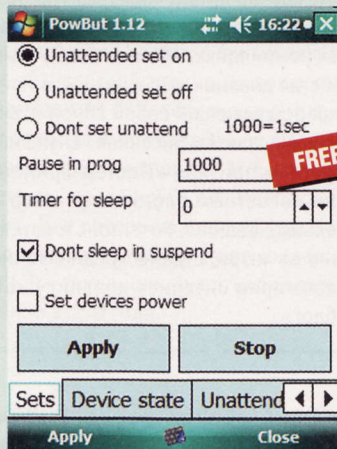 PowBut 1.12 16:22
Unattended set on
Unattended set off
Dont set unattend 1000=1sec
Pause in prog 1000
FREE
Timer for sleep 0
Dont sleep in suspend
Set devices power
Apply Stop
Sets Device state Unattend
Apply Close